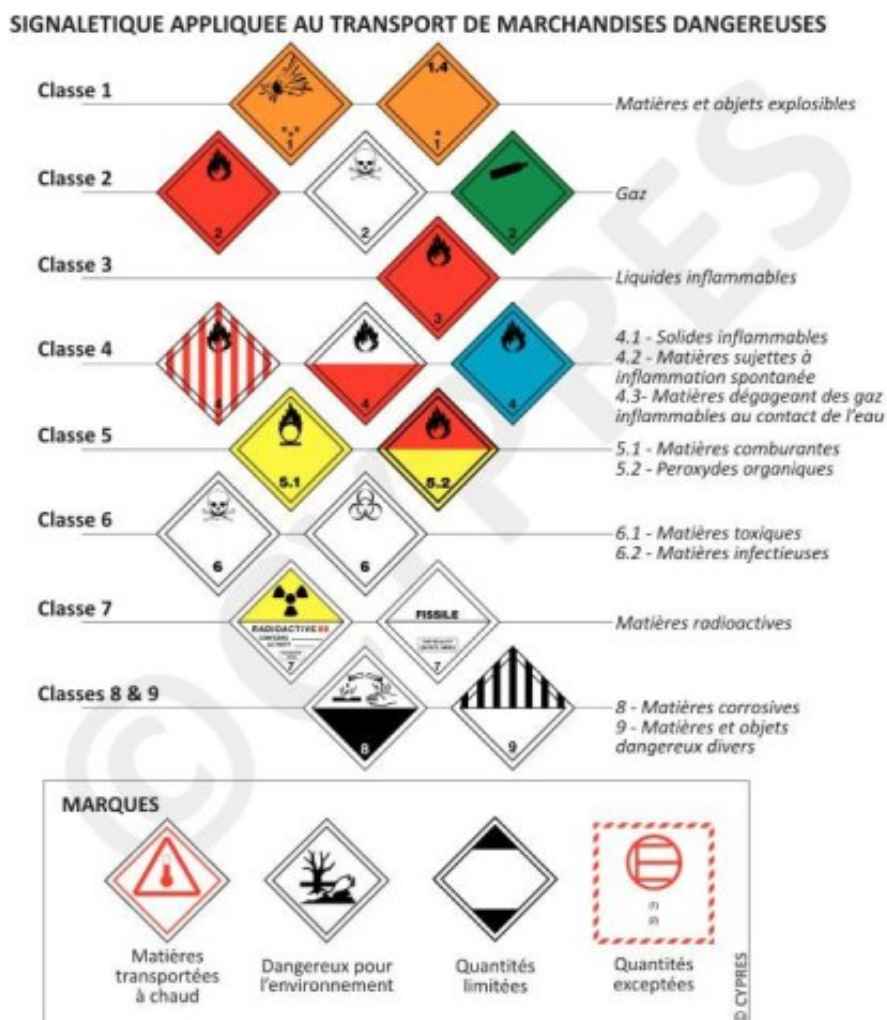 SIGNALETIQUE APPLIQUEE AU TRANSPORT DE MARCHANDISES DANGEREUSES
Classe 1
1.4
*
1
1
Matières et objets explosibles
Classe 2
2
2
2
Gaz
Classe 3
3
Liquides inflammables
Classe 4
4
4
4
4.1 - Solides inflammables
4.2 - Matières sujettes à
inflammation spontanée
4.3- Matières dégageant des gaz
inflammables au contact de l'eau
Classe 5
5.1
5.2
5.1 - Matières comburantes
5.2 - Peroxydes organiques
Classe 6
6
6
6.1 - Matières toxiques
6.2 - Matières infectieuses
Classe 7
RADIOACTIVE
7
FISSILE
7
Matières radioactives
Classes 8 & 9
8
9
8 - Matières corrosives
9 - Matières et objets
dangereux divers
MARQUES
Matières
transportées
à chaud
Dangereux pour
l'environnement
Quantités
limitées
(1)
(2)
Quantités
exceptées
© CYPRES
©CYPRES